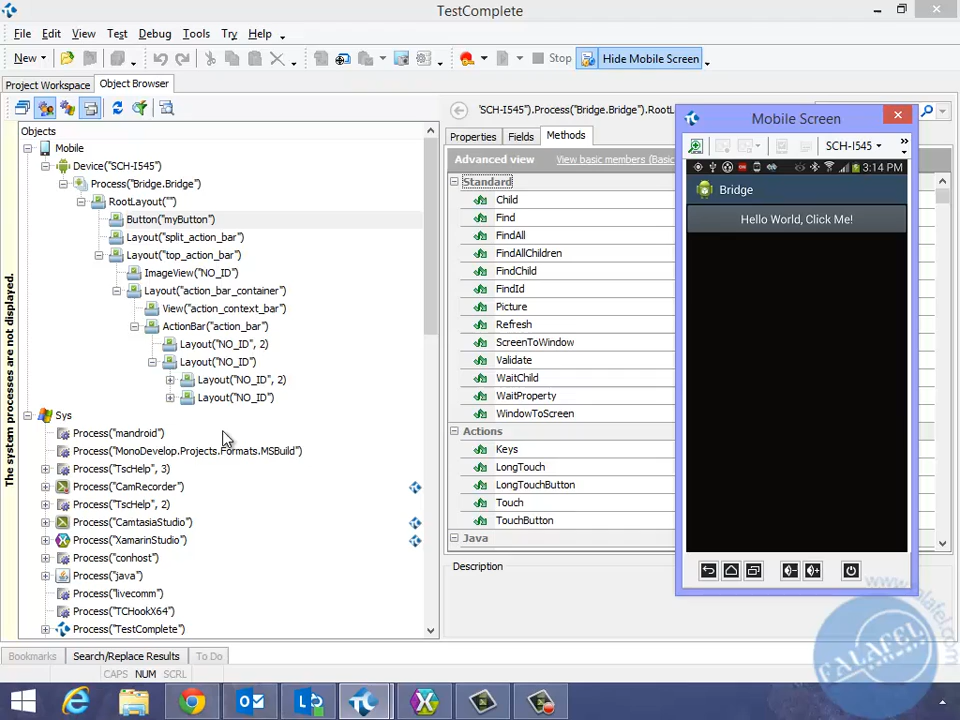 TestComplete
File Edit View Test Debug Tools Try Help
New Stop Hide Mobile Screen
Project Workspace Object Browser
The system processes are not displayed.
Objects
Mobile
Device("SCH-I545")
Process("Bridge.Bridge")
RootLayout("")
Button("myButton")
Layout("split_action_bar")
Layout("top_action_bar")
ImageView("NO_ID")
Layout("action_bar_container")
View("action_context_bar")
ActionBar("action_bar")
Layout("NO_ID", 2)
Layout("NO_ID")
Layout("NO_ID", 2)
Layout("NO_ID")
Sys
Process("mandroid")
Process("MonoDevelop.Projects.Formats.MSBuild")
Process("TscHelp", 3)
Process("CamRecorder")
Process("TscHelp", 2)
Process("CamtasiaStudio")
Process("XamarinStudio")
Process("conhost")
Process("java")
Process("livecomm")
Process("TCHookX64")
Process("TestComplete")
'SCH-I545").Process("Bridge.Bridge").RootL
Properties Fields Methods
Advanced view View basic members (Basic
Standard
Child
Find
FindAll
FindAllChildren
FindChild
FindId
Picture
Refresh
ScreenToWindow
Validate
WaitChild
WaitProperty
WindowToScreen
Actions
Keys
LongTouch
LongTouchButton
Touch
TouchButton
Java
Description
Mobile Screen
SCH-I545
3:14 PM
Bridge
Hello World, Click Me!
Bookmarks Search/Replace Results To Do
CAPS NUM SCRL
FALAFEL